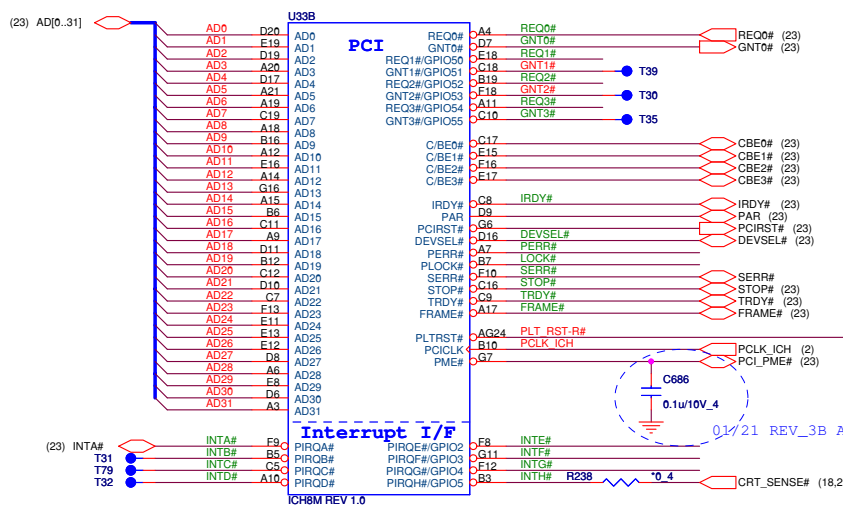 U33B
(23) AD[0..31]
PCI
AD0 D20 AD0 REQ0# A4 REQ0# REQ0# (23)
AD1 E19 AD1 GNT0# D7 GNT0# GNT0# (23)
AD2 D19 AD2 REQ1#/GPIO50 E18 REQ1#
AD3 A20 AD3 GNT1#/GPIO51 C18 GNT1# T39
AD4 D17 AD4 REQ2#/GPIO52 B19 REQ2#
AD5 A21 AD5 GNT2#/GPIO53 F18 GNT2# T30
AD6 A19 AD6 REQ3#/GPIO54 A11 REQ3#
AD7 C19 AD7 GNT3#/GPIO55 C10 GNT3# T35
AD8 A18 AD8
AD9 B16 AD9 C/BE0# C17 CBE0# (23)
AD10 A12 AD10 C/BE1# E15 CBE1# (23)
AD11 E16 AD11 C/BE2# F16 CBE2# (23)
AD12 A14 AD12 C/BE3# E17 CBE3# (23)
AD13 G16 AD13
AD14 A15 AD14 IRDY# C8 IRDY# IRDY# (23)
AD15 B6 AD15 PAR D9 PAR (23)
AD16 C11 AD16 PCIRST# G6 PCIRST# (23)
AD17 A9 AD17 DEVSEL# D16 DEVSEL# DEVSEL# (23)
AD18 D11 AD18 PERR# A7 PERR#
AD19 B12 AD19 PLOCK# B7 LOCK#
AD20 C12 AD20 SERR# F10 SERR# SERR#
AD21 D10 AD21 STOP# C16 STOP# STOP# (23)
AD22 C7 AD22 TRDY# C9 TRDY# TRDY# (23)
AD23 F13 AD23 FRAME# A17 FRAME# FRAME# (23)
AD24 E11 AD24
AD25 E13 AD25 PLTRST# AG24 PLT_RST-R#
AD26 E12 AD26 PCICLK B10 PCLK_ICH PCLK_ICH (2)
AD27 D8 AD27 PME# G7 PCI_PME# (23)
AD28 A6 AD28
AD29 E8 AD29
AD30 D6 AD30
AD31 A3 AD31
C686
0.1u/10V_4
01/21 REV_3B A
Interrupt I/F
(23) INTA# INTA# F9 PIRQA# PIRQE#/GPIO2 F8 INTE#
T31 INTB# B5 PIRQB# PIRQF#/GPIO3 G11 INTF#
T79 INTC# C5 PIRQC# PIRQG#/GPIO4 F12 INTG#
T32 INTD# A10 PIRQD# PIRQH#/GPIO5 B3 INTH# R238 *0_4 CRT_SENSE# (18,2
ICH8M REV 1.0